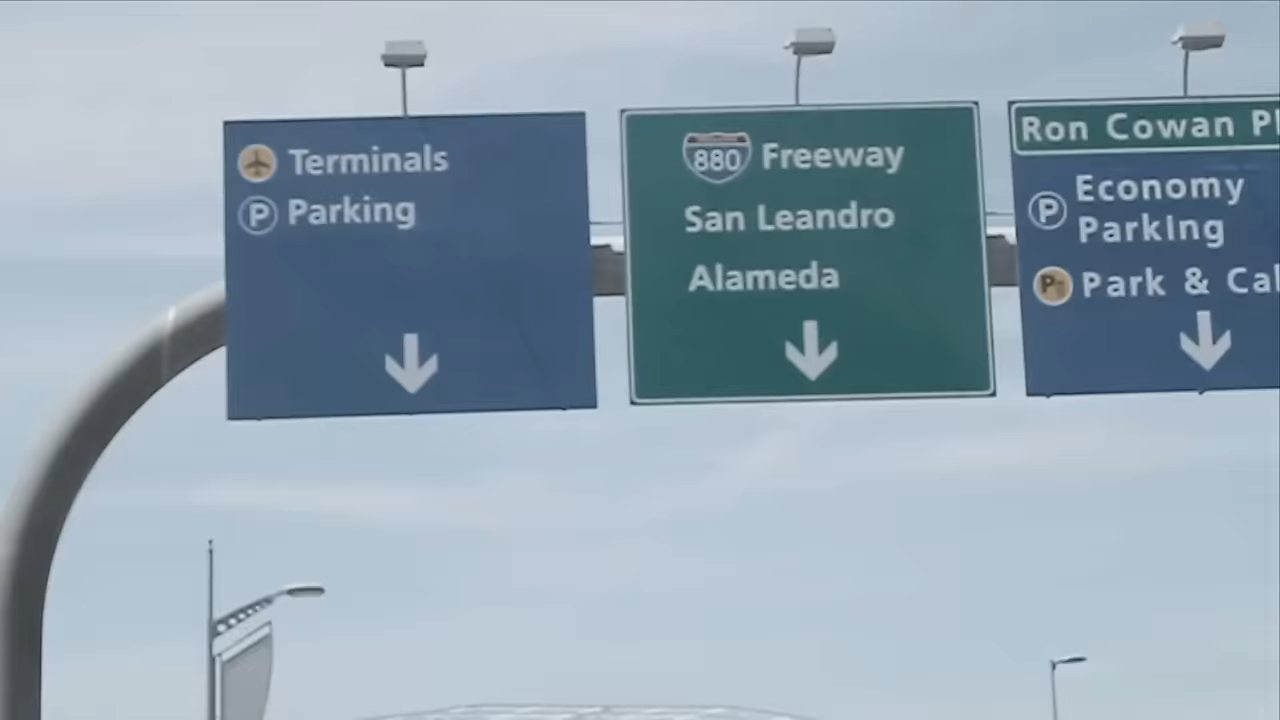 Terminals
P Parking
880 Freeway
San Leandro
Alameda
Ron Cowan
P Economy
Parking
P Park &